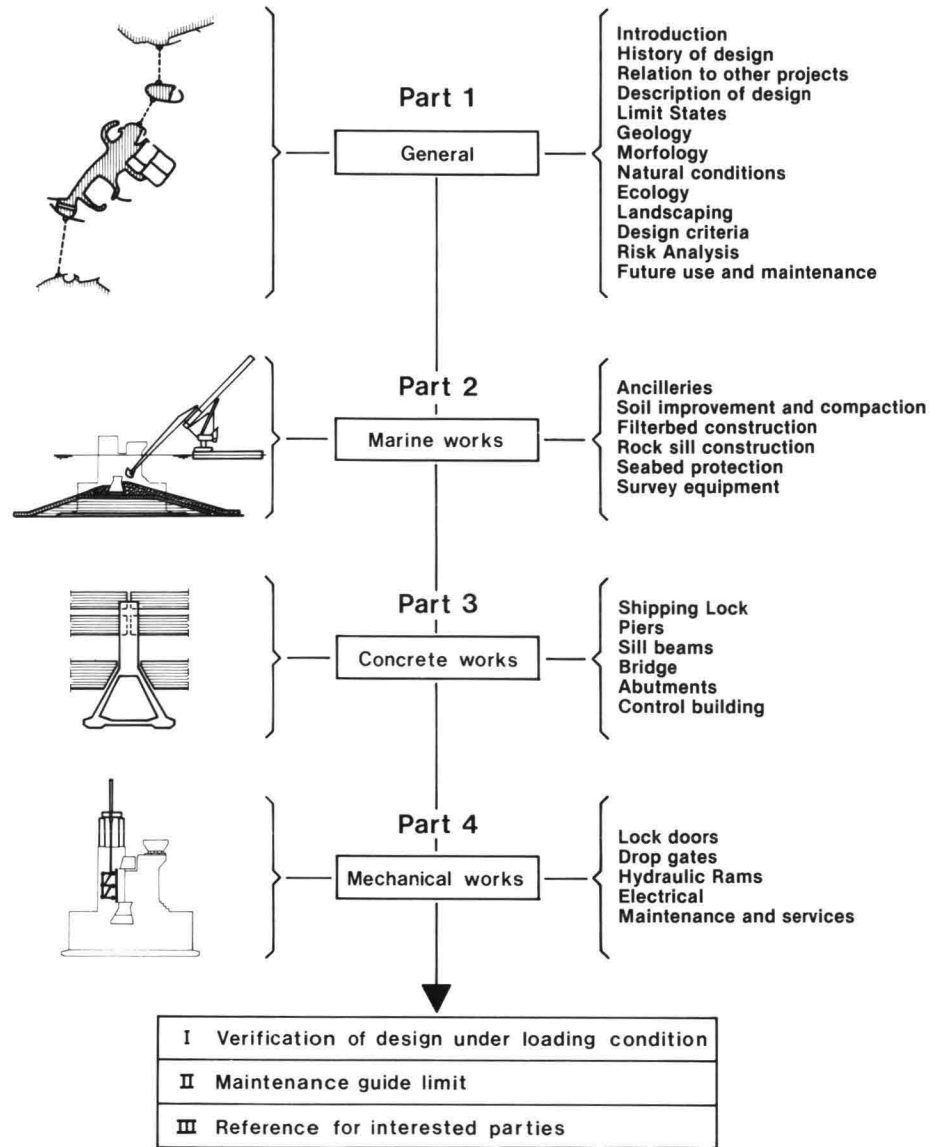 Part 1
General
Introduction
History of design
Relation to other projects
Description of design
Limit States
Geology
Morfology
Natural conditions
Ecology
Landscaping
Design criteria
Risk Analysis
Future use and maintenance
Part 2
Marine works
Ancilleries
Soil improvement and compaction
Filterbed construction
Rock sill construction
Seabed protection
Survey equipment
Part 3
Concrete works
Shipping Lock
Piers
Sill beams
Bridge
Abutments
Control building
Part 4
Mechanical works
Lock doors
Drop gates
Hydraulic Rams
Electrical
Maintenance and services
I Verification of design under loading condition
II Maintenance guide limit
III Reference for interested parties